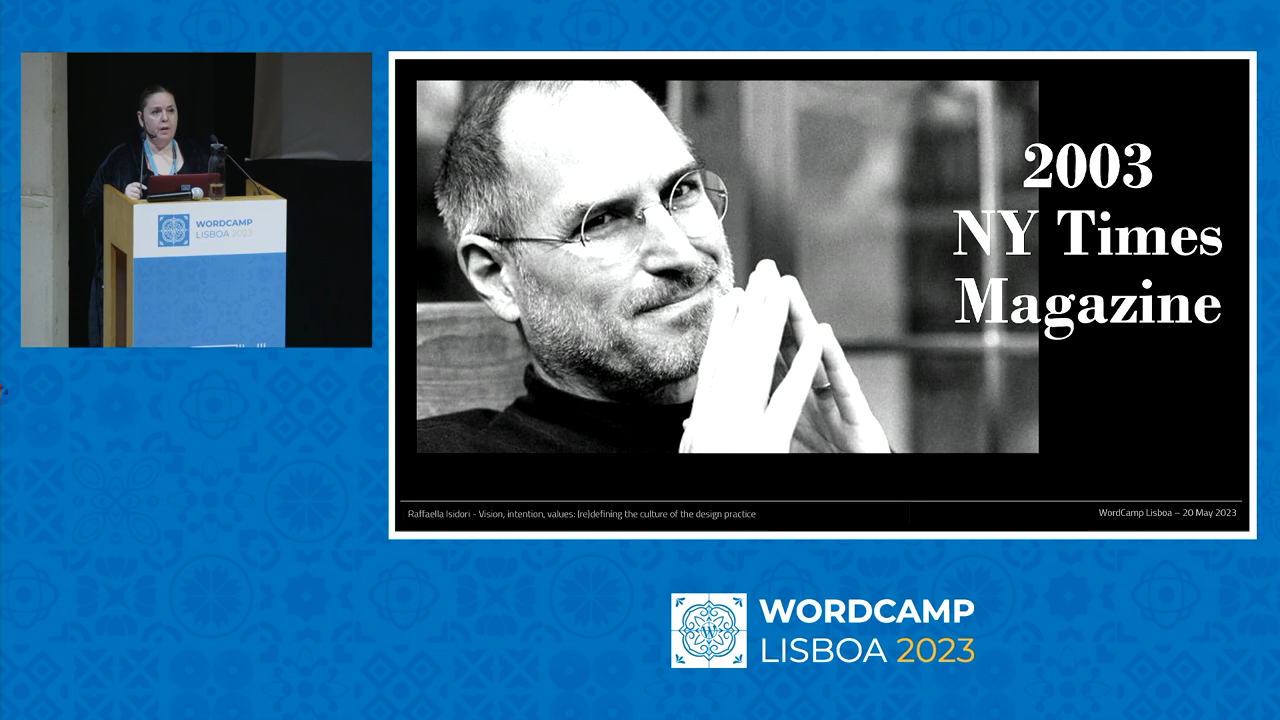 WORDCAMP
LISBOA 2023
2003
NY Times
Magazine
Raffaella Isidori - Vision, intention, values: (re)defining the culture of the design practice
WordCamp Lisboa – 20 May 2023
WORDCAMP
LISBOA 2023